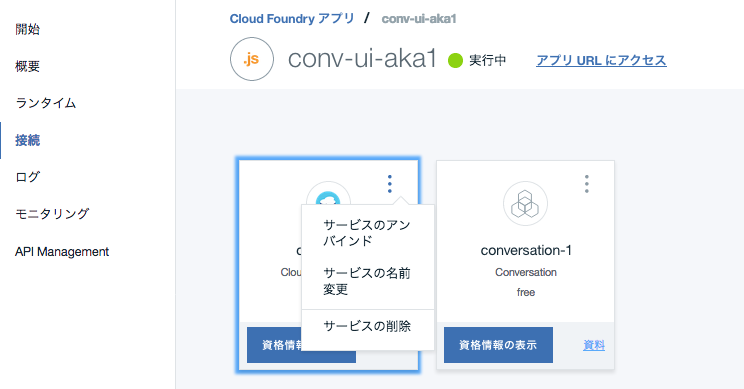 開始
概要
ランタイム
接続
ログ
モニタリング
API Management
Cloud Foundry アプリ / conv-ui-aka1
.js
conv-ui-aka1 実行中 アプリ URL にアクセス
サービスのアン
バインド
サービスの名前
変更
サービスの削除
c
Clou
資格情報
conversation-1
Conversation
free
資格情報の表示 資料